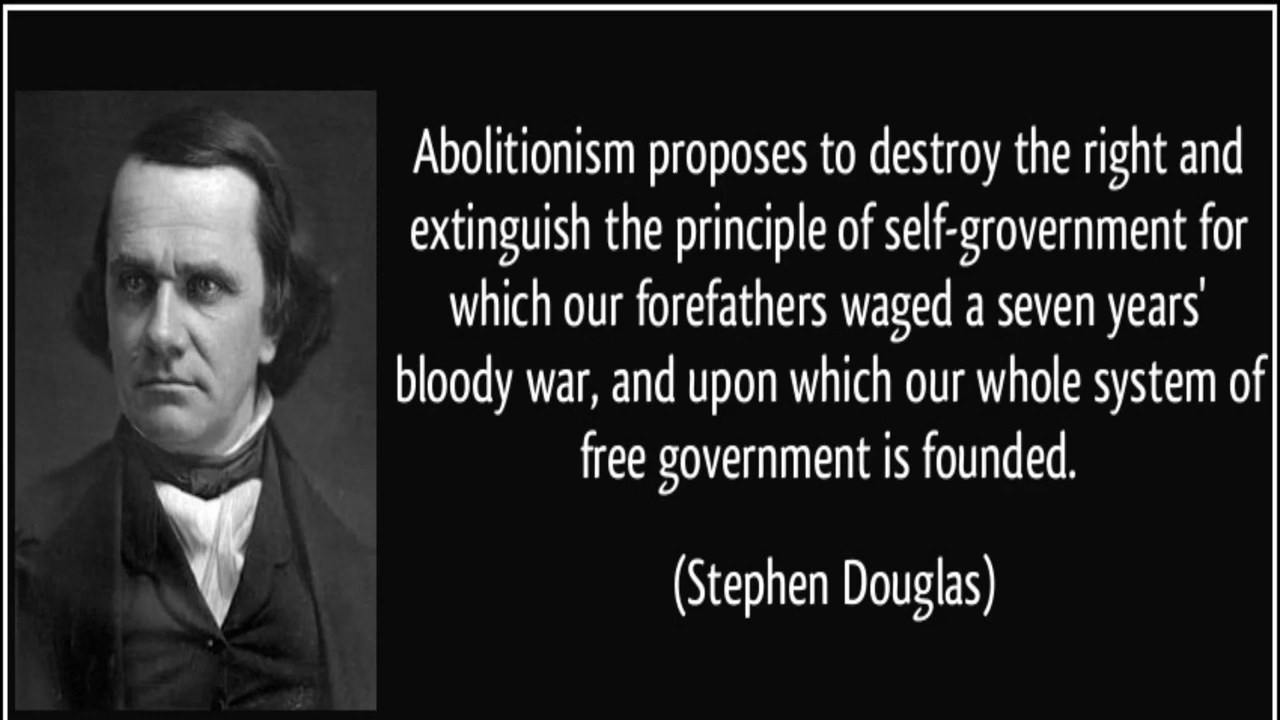 Abolitionism proposes to destroy the right and
extinguish the principle of self-grovernment for
which our forefathers waged a seven years'
bloody war, and upon which our whole system of
free government is founded.
(Stephen Douglas)